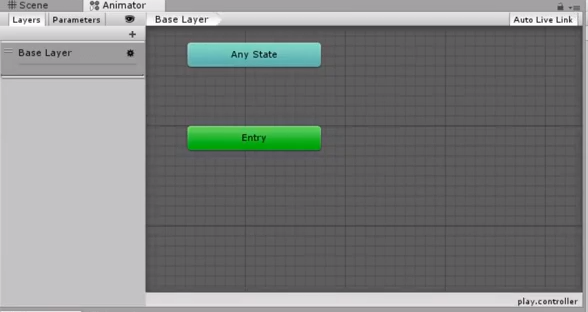 Scene
Animator
Layers
Parameters
Base Layer
Auto Live Link
+
Base Layer
Any State
Entry
play.controller